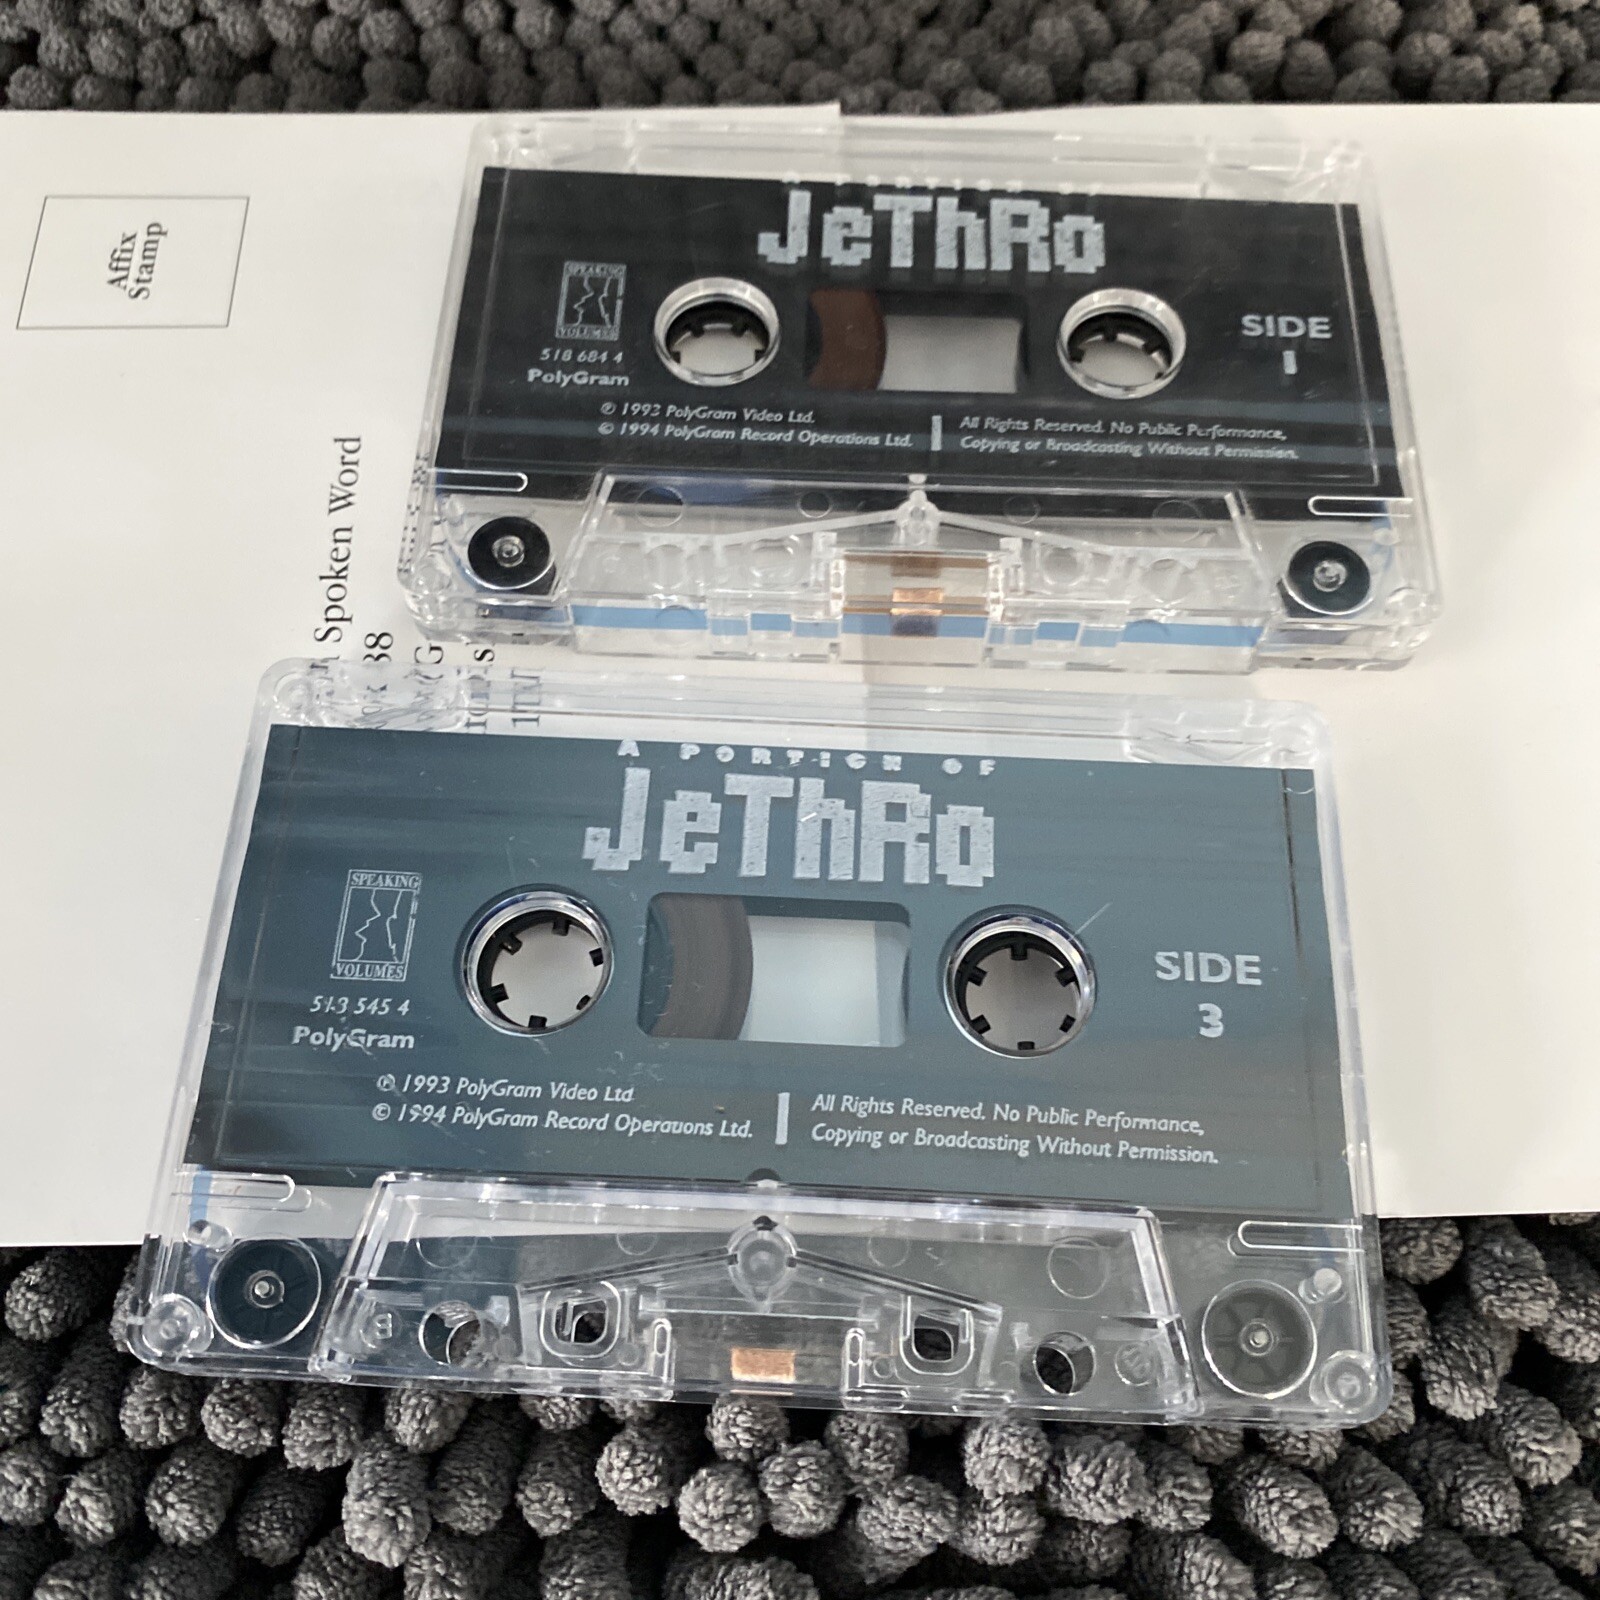 Affix
Stamp
Spoken Word
JeThRo
SPEAKING
VOLUMES
518 684 4
PolyGram
SIDE
1
℗ 1993 PolyGram Video Ltd.
© 1994 PolyGram Record Operations Ltd.
All Rights Reserved. No Public Performance,
Copying or Broadcasting Without Permission.
A PORTION OF
JeThRo
SPEAKING
VOLUMES
513 545 4
PolyGram
SIDE
3
℗ 1993 PolyGram Video Ltd
© 1994 PolyGram Record Operations Ltd.
All Rights Reserved. No Public Performance,
Copying or Broadcasting Without Permission.